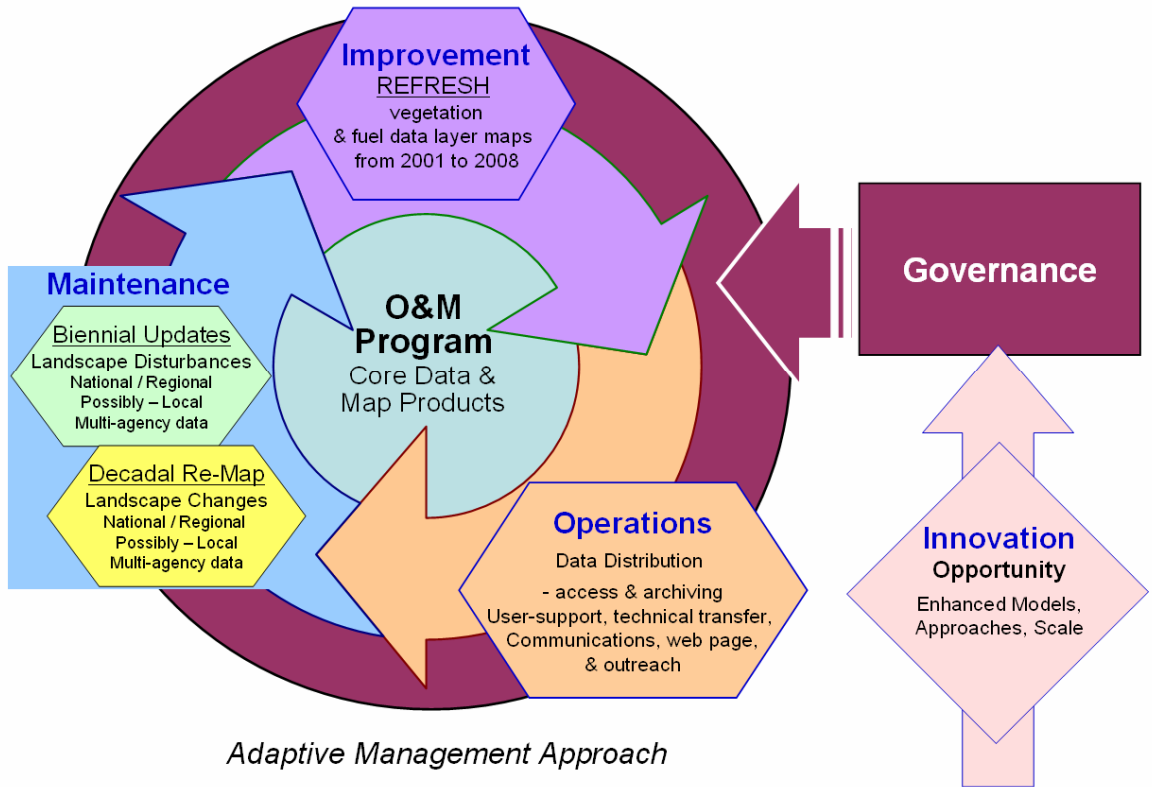 Improvement
REFRESH
vegetation
& fuel data layer maps
from 2001 to 2008
Maintenance
Biennial Updates
Landscape Disturbances
National / Regional
Possibly – Local
Multi-agency data
Decadal Re-Map
Landscape Changes
National / Regional
Possibly – Local
Multi-agency data
O&M
Program
Core Data &
Map Products
Operations
Data Distribution
- access & archiving
User-support, technical transfer,
Communications, web page,
& outreach
Governance
Innovation
Opportunity
Enhanced Models,
Approaches, Scale
Adaptive Management Approach